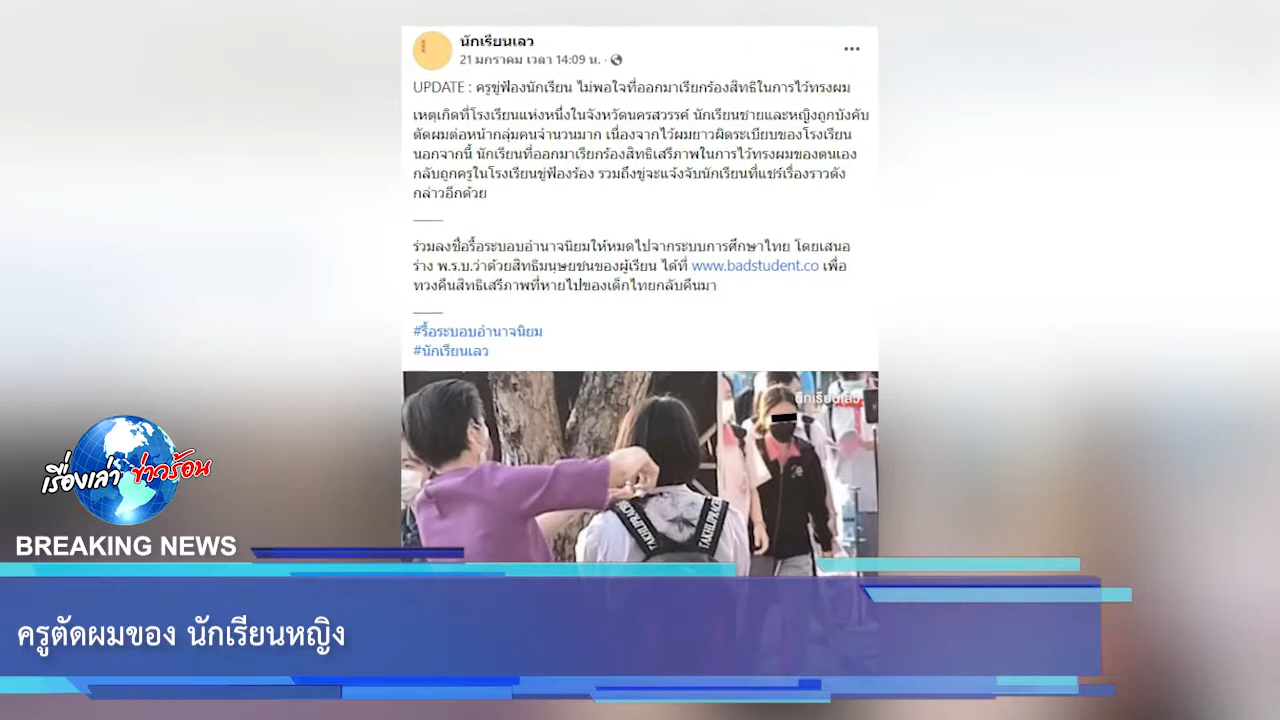 นักเรียนเลว
21 มกราคม เวลา 14:09 น. ·
UPDATE : ครูขู่ฟ้องนักเรียน ไม่พอใจที่ออกมาเรียกร้องสิทธิในการไว้ทรงผม
เหตุเกิดที่โรงเรียนแห่งหนึ่งในจังหวัดนครสวรรค์ นักเรียนชายและหญิงถูกบังคับ
ตัดผมต่อหน้ากลุ่มคนจำนวนมาก เนื่องจากไว้ผมยาวผิดระเบียบของโรงเรียน
นอกจากนี้ นักเรียนที่ออกมาเรียกร้องสิทธิเสรีภาพในการไว้ทรงผมของตนเอง
กลับถูกครูในโรงเรียนขู่ฟ้องร้อง รวมถึงขู่จะแจ้งจับนักเรียนที่แชร์เรื่องราวดัง
กล่าวอีกด้วย
ร่วมลงชื่อรื้อระบอบอำนาจนิยมให้หมดไปจากระบบการศึกษาไทย โดยเสนอ
ร่าง พ.ร.บ.ว่าด้วยสิทธิมนุษยชนของผู้เรียน ได้ที่ www.badstudent.co เพื่อ
ทวงคืนสิทธิเสรีภาพที่หายไปของเด็กไทยกลับคืนมา
#รื้อระบอบอำนาจนิยม
#นักเรียนเลว
นักเรียนเลว
เรื่องเล่า ข่าวร้อน
BREAKING NEWS
ครูตัดผมของ นักเรียนหญิง